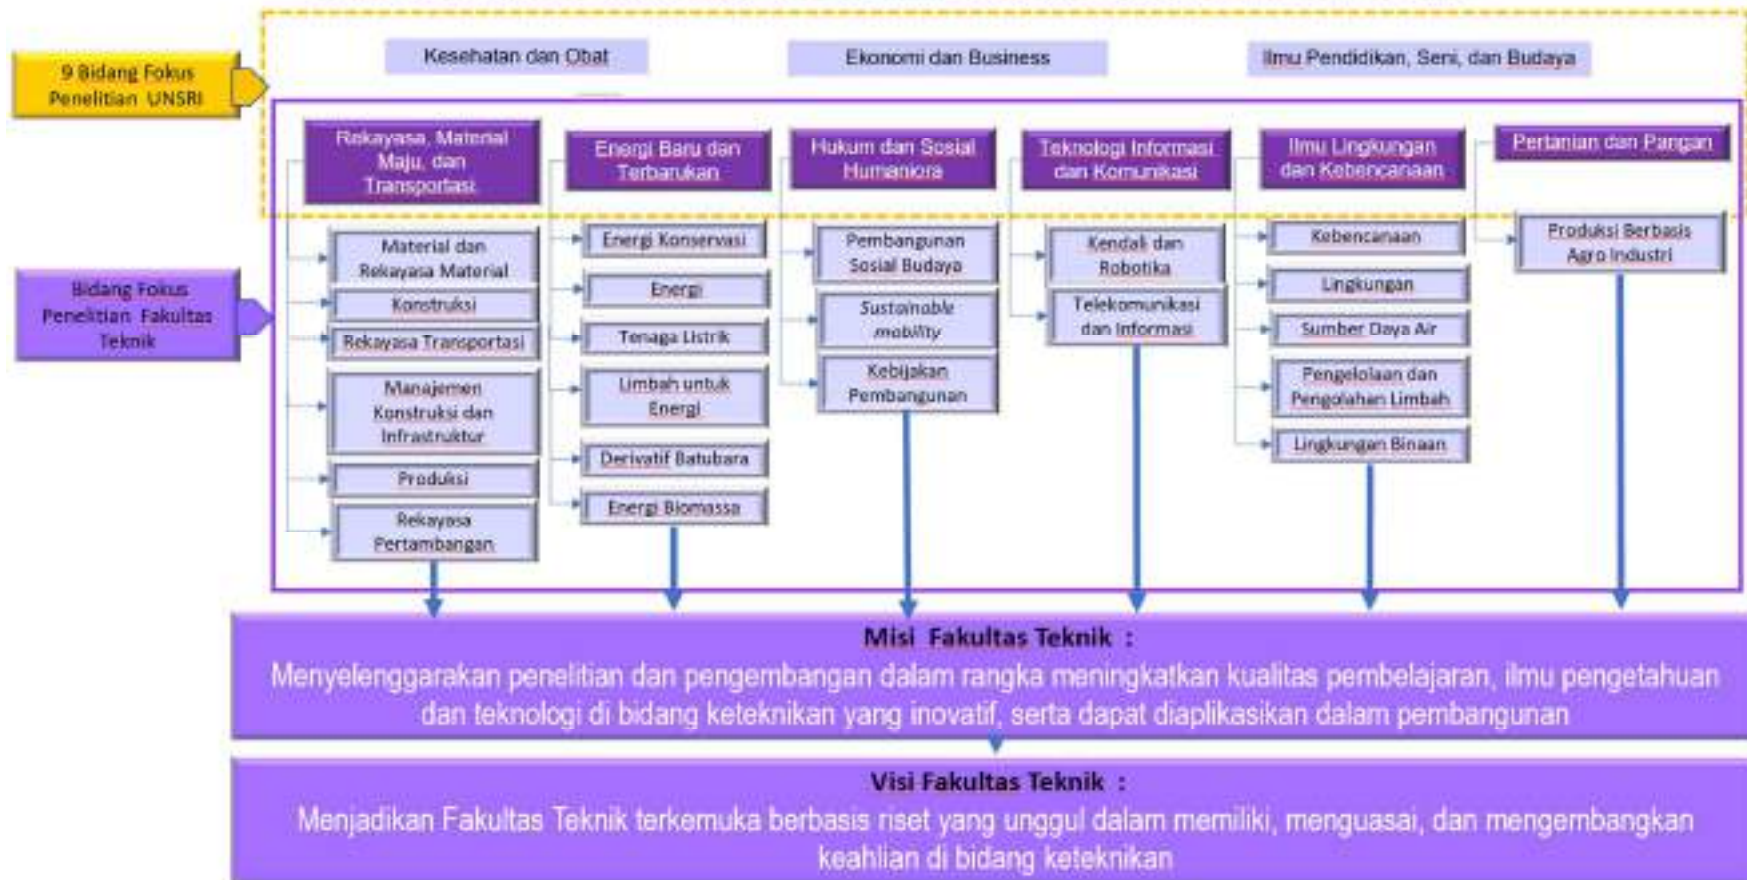 9 Bidang Fokus
Penelitian UNSRI
Kesehatan dan Obat
Ekonomi dan Business
Ilmu Pendidikan, Seni, dan Budaya
Rekayasa, Material
Maju, dan
Transportasi.
Energi Baru dan
Terbarukan
Hukum dan Sosial
Humaniora
Teknologi Informasi
dan Komunikasi
Ilmu Lingkungan
dan Kebencanaan
Pertanian dan Pangan
Bidang Fokus
Penelitian Fakultas
Teknik
Material dan
Rekayasa Material
Konstruksi
Rekayasa Transportasi
Manajemen
Konstruksi dan
Infrastruktur
Produksi
Rekayasa
Pertambangan
Energi Konservasi
Energi
Tenaga Listrik
Limbah untuk
Energi
Derivatif Batubara
Energi Biomassa
Pembangunan
Sosial Budaya
Sustainable
mobility
Kebijakan
Pembangunan
Kendali dan
Robotika
Telekomunikasi
dan Informasi
Kebencanaan
Lingkungan
Sumber Daya Air
Pengelolaan dan
Pengolahan Limbah
Lingkungan Binaan
Produksi Berbasis
Agro Industri
Misi Fakultas Teknik :
Menyelenggarakan penelitian dan pengembangan dalam rangka meningkatkan kualitas pembelajaran, ilmu pengetahuan
dan teknologi di bidang keteknikan yang inovatif, serta dapat diaplikasikan dalam pembangunan
Visi Fakultas Teknik :
Menjadikan Fakultas Teknik terkemuka berbasis riset yang unggul dalam memiliki, menguasai, dan mengembangkan
keahlian di bidang keteknikan